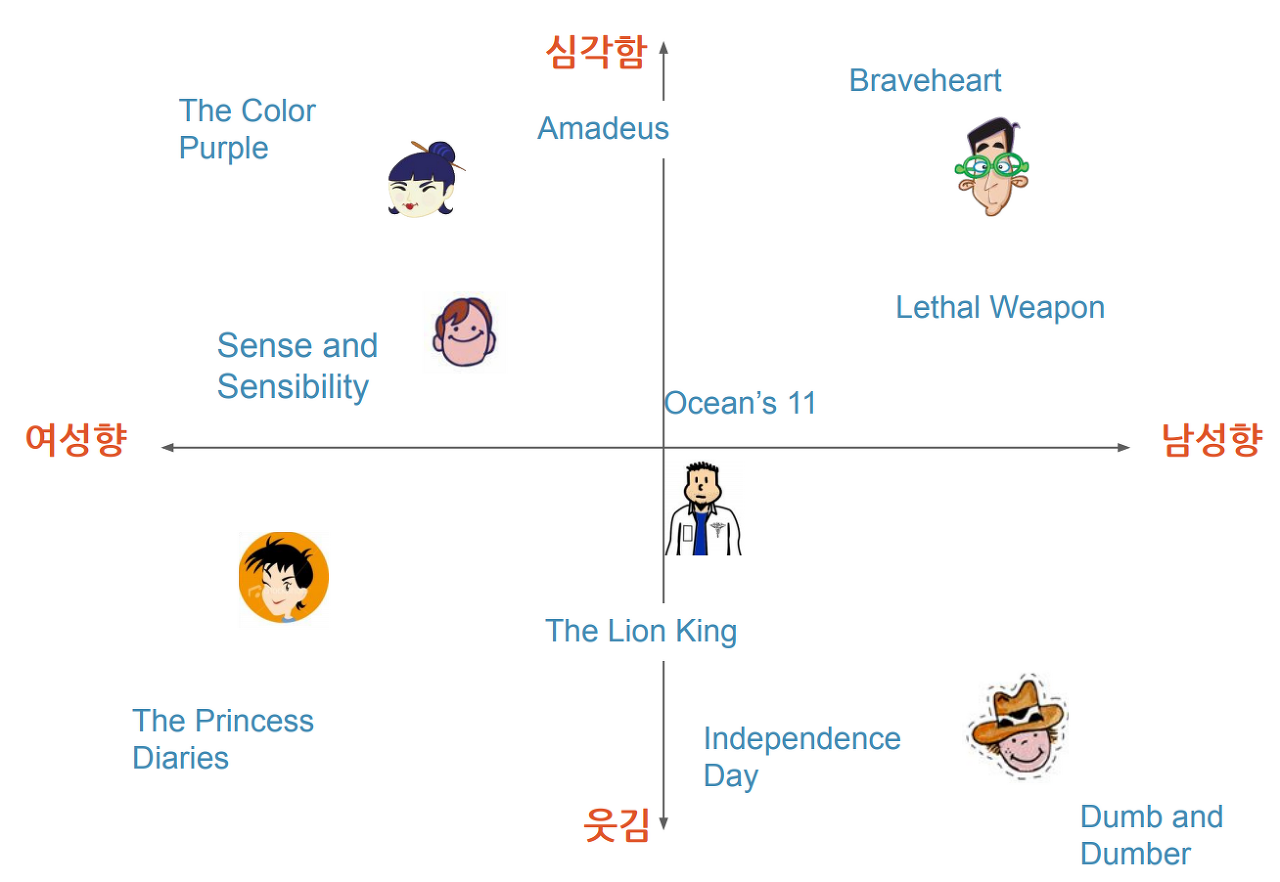 심각함
Braveheart
The Color
Purple
Amadeus
Lethal Weapon
Sense and
Sensibility
Ocean’s 11
여성향
남성향
The Lion King
The Princess
Diaries
Independence
Day
웃김
Dumb and
Dumber